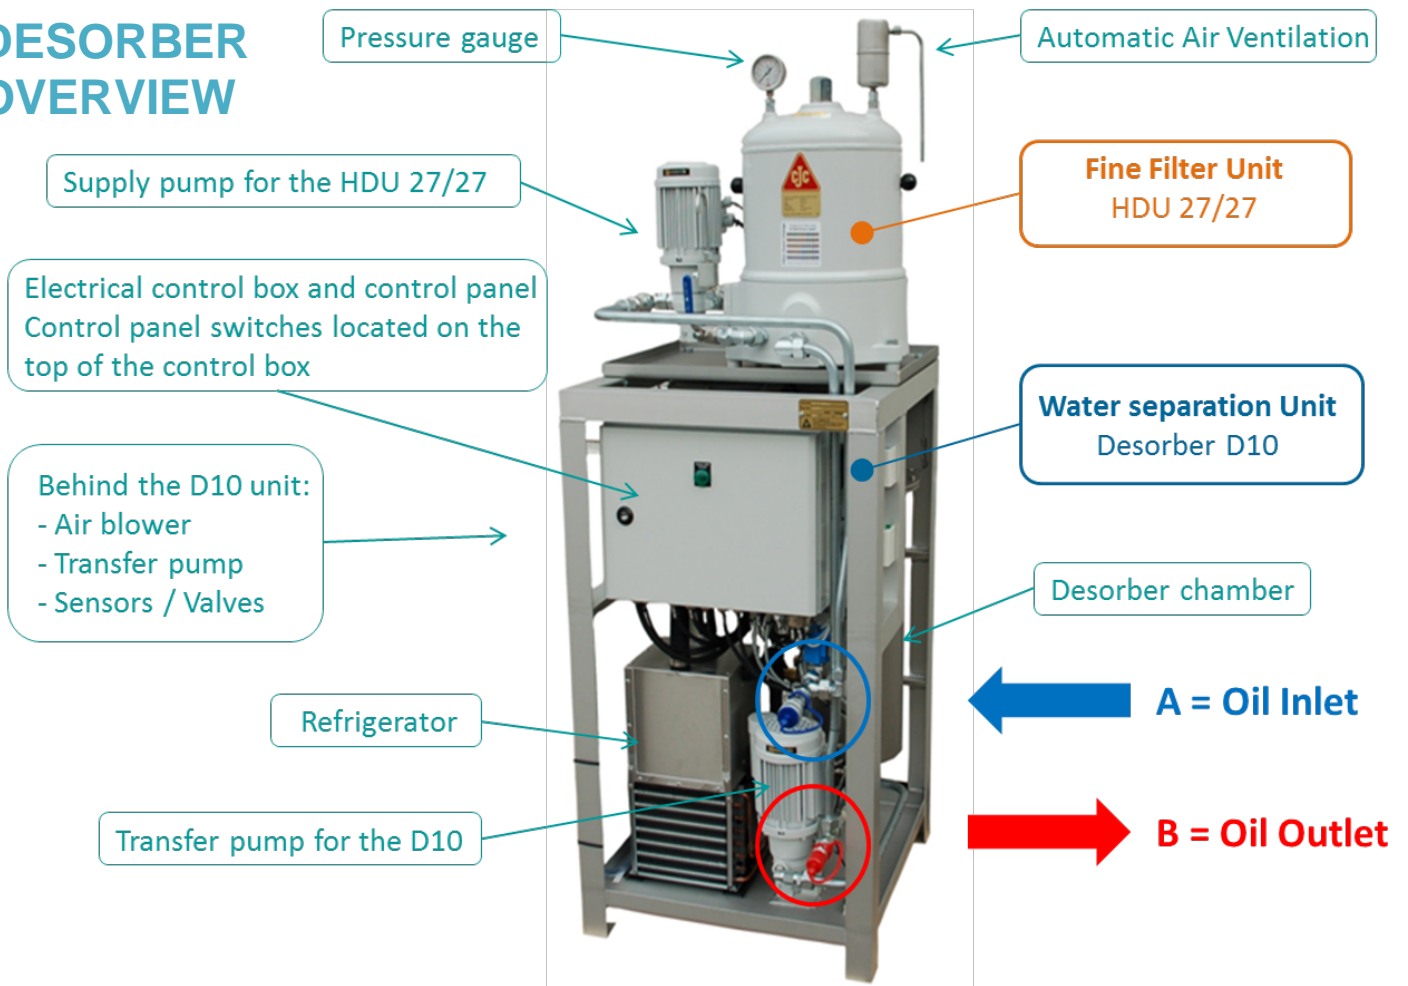 DESORBER
OVERVIEW
Pressure gauge
Automatic Air Ventilation
Supply pump for the HDU 27/27
Fine Filter Unit
HDU 27/27
Electrical control box and control panel
Control panel switches located on the
top of the control box
Water separation Unit
Desorber D10
Behind the D10 unit:
- Air blower
- Transfer pump
- Sensors / Valves
Desorber chamber
Refrigerator
A = Oil Inlet
Transfer pump for the D10
B = Oil Outlet
CJC